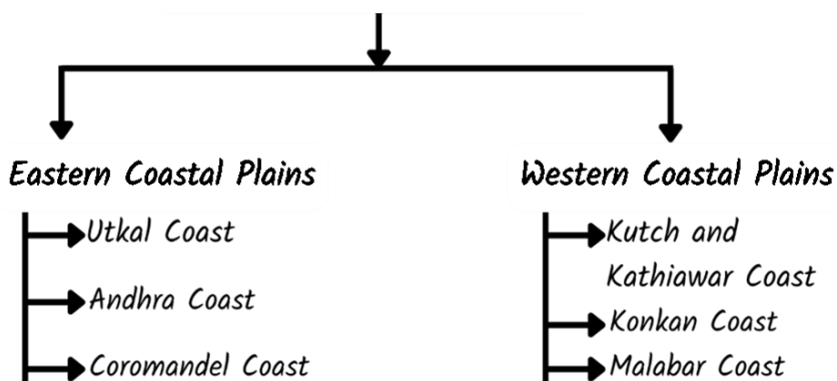 Eastern Coastal Plains
Utkal Coast
Andhra Coast
Coromandel Coast
Western Coastal Plains
Kutch and
Kathiawar Coast
Konkan Coast
Malabar Coast